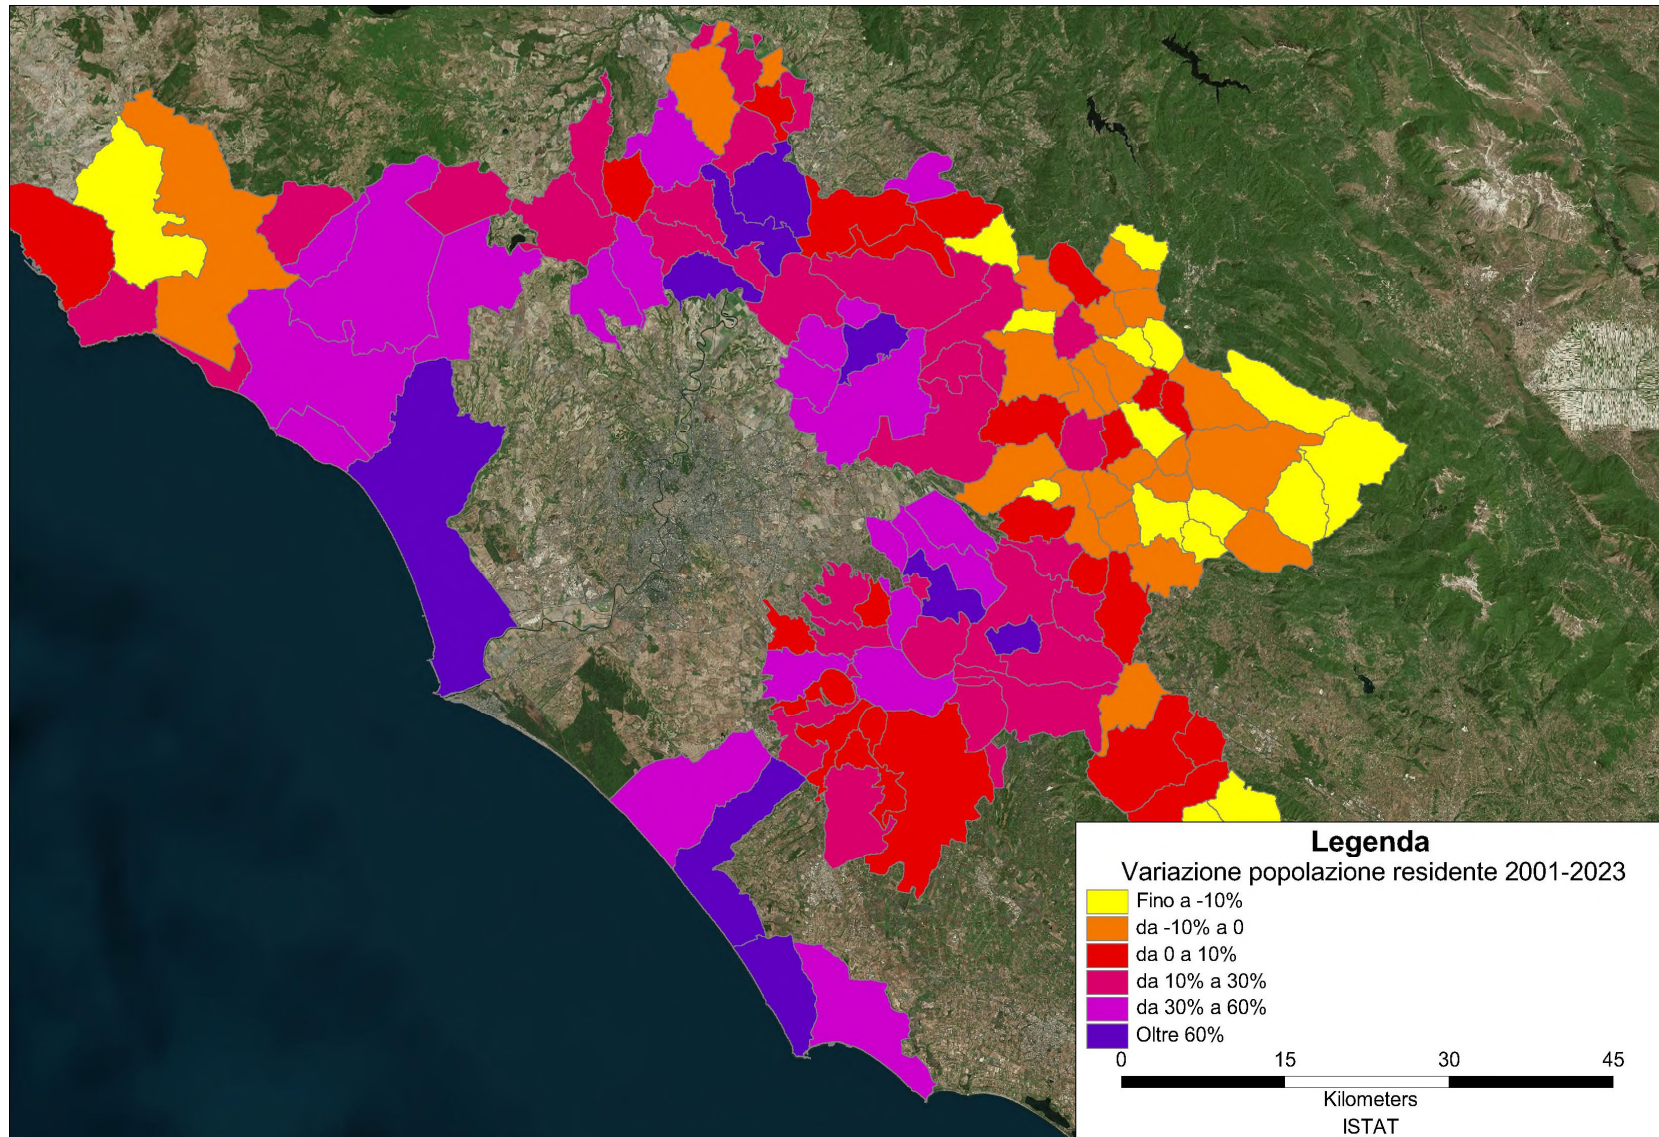 Legenda
Variazione popolazione residente 2001-2023
Fino a -10%
da -10% a 0
da 0 a 10%
da 10% a 30%
da 30% a 60%
Oltre 60%
0 15 30 45
Kilometers
ISTAT